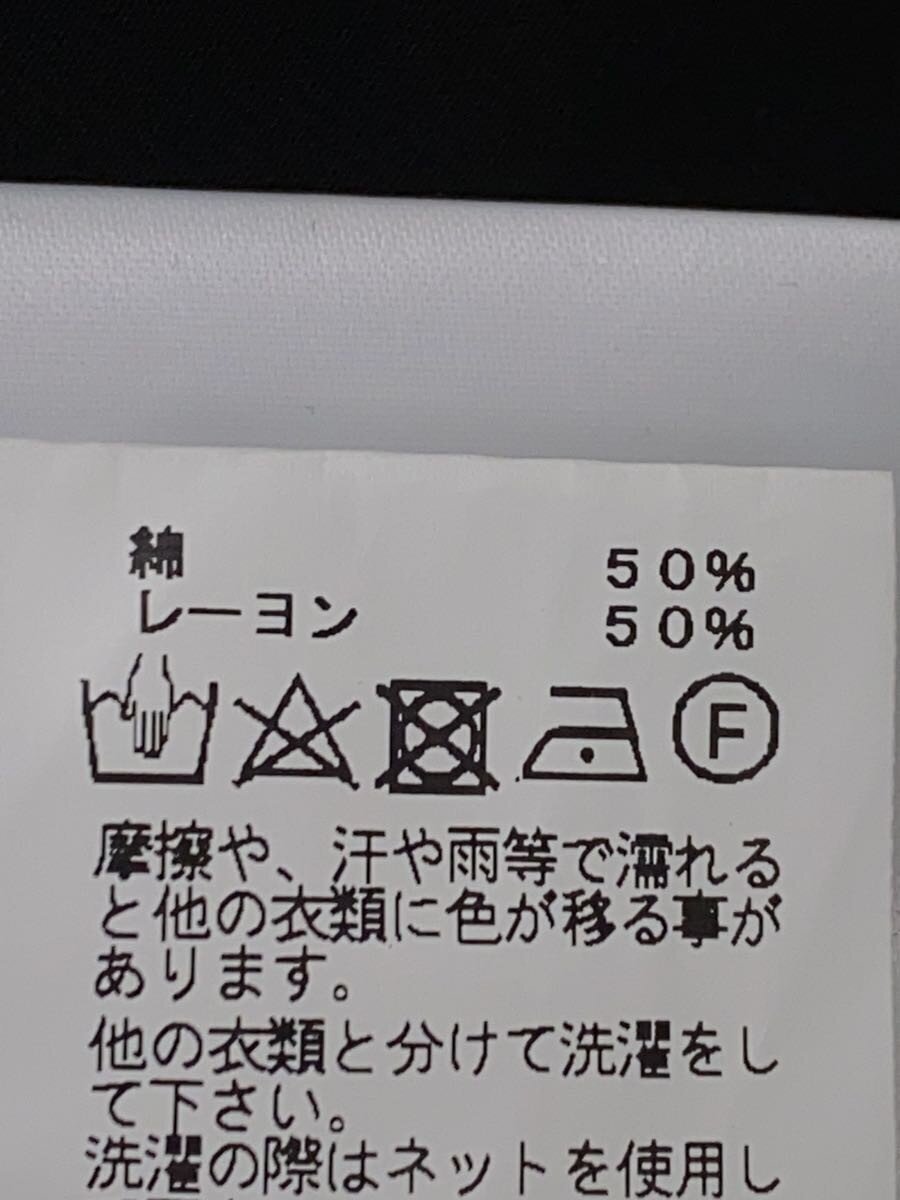 綿 50%
レーヨン 50%
F
摩擦や、汗や雨等で濡れる
と他の衣類に色が移る事が
あります。
他の衣類と分けて洗濯をし
て下さい。
洗濯の際はネットを使用し